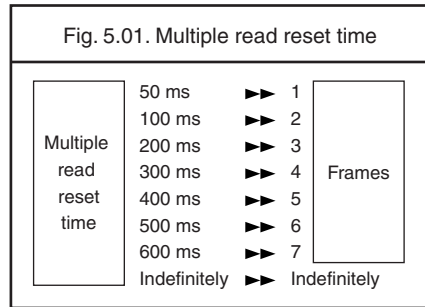 Fig. 5.01. Multiple read reset time
Multiple
read
reset
time
50 ms ►► 1
100 ms ►► 2
200 ms ►► 3
300 ms ►► 4
400 ms ►► 5
500 ms ►► 6
600 ms ►► 7
Indefinitely ►► Indefinitely
Frames